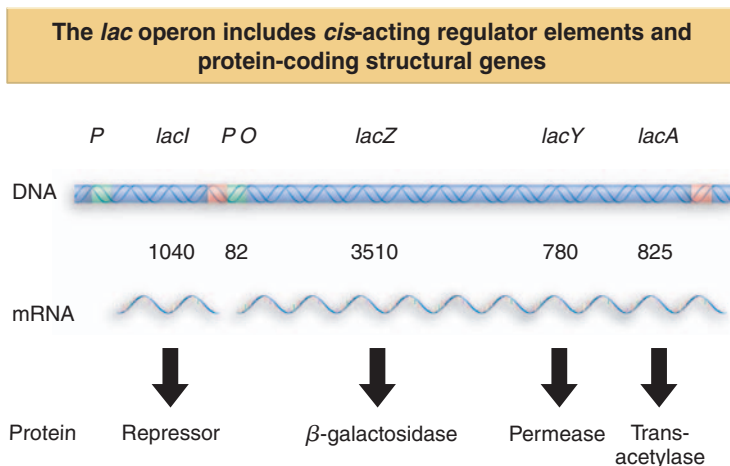 The lac operon includes cis-acting regulator elements and
protein-coding structural genes
P lacI P O lacZ lacY lacA
DNA
1040 82 3510 780 825
mRNA
Protein Repressor β-galactosidase Permease Trans-
acetylase